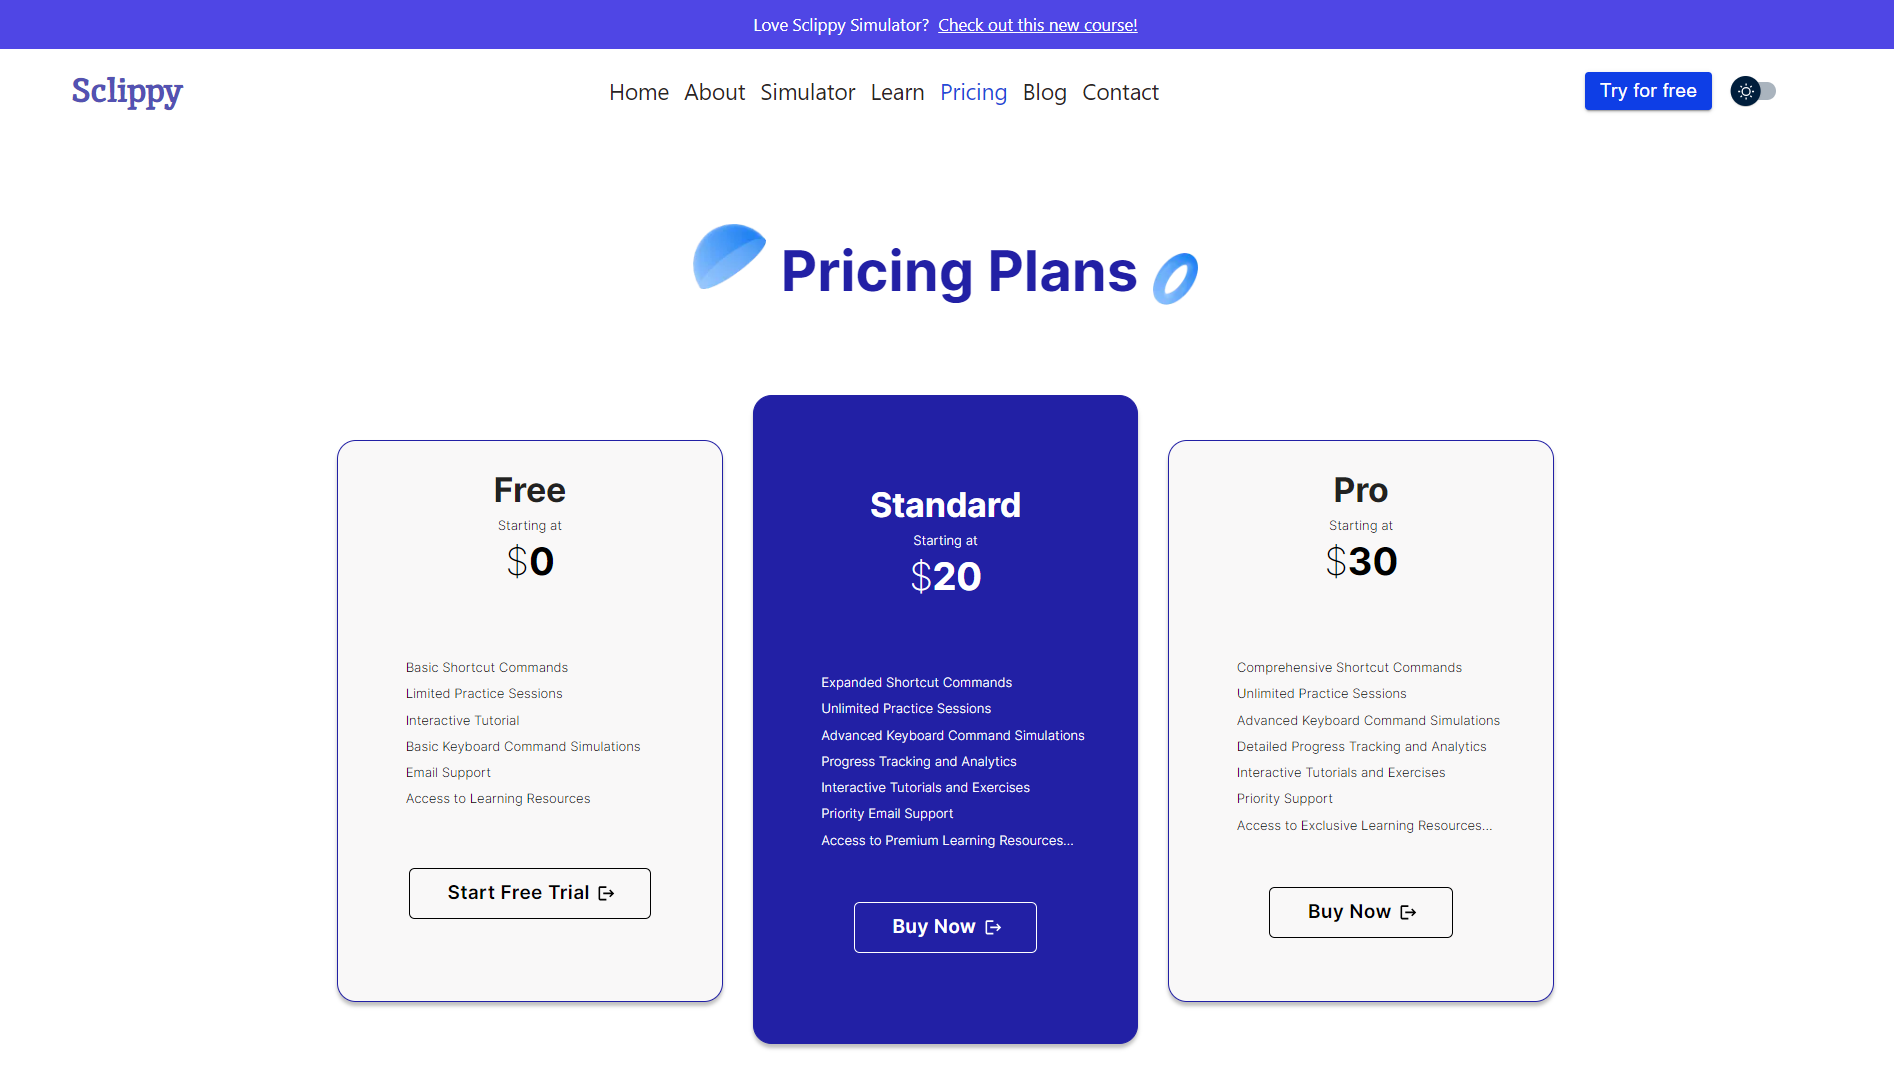 Love Sclippy Simulator? Check out this new course!
Sclippy
Home About Simulator Learn Pricing Blog Contact
Try for free
Pricing Plans
Free
Starting at
$0
Basic Shortcut Commands
Limited Practice Sessions
Interactive Tutorial
Basic Keyboard Command Simulations
Email Support
Access to Learning Resources
Start Free Trial
Standard
Starting at
$20
Expanded Shortcut Commands
Unlimited Practice Sessions
Advanced Keyboard Command Simulations
Progress Tracking and Analytics
Interactive Tutorials and Exercises
Priority Email Support
Access to Premium Learning Resources...
Buy Now
Pro
Starting at
$30
Comprehensive Shortcut Commands
Unlimited Practice Sessions
Advanced Keyboard Command Simulations
Detailed Progress Tracking and Analytics
Interactive Tutorials and Exercises
Priority Support
Access to Exclusive Learning Resources...
Buy Now